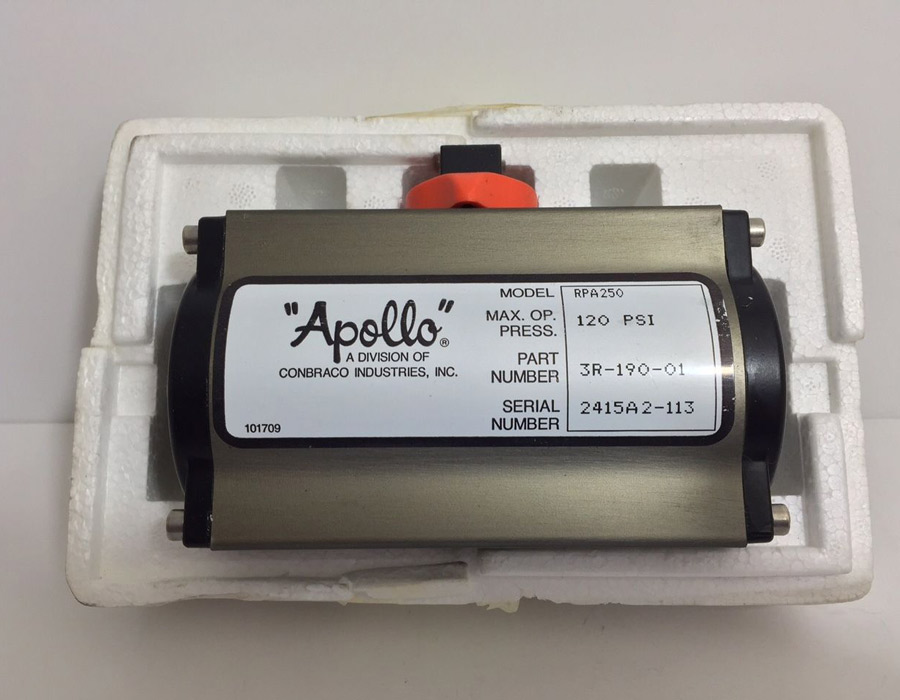 "Apollo"®
A DIVISION OF
CONBRACO INDUSTRIES, INC.
101709
MODEL RPA250
MAX. OP.
PRESS. 120 PSI
PART
NUMBER 3R-190-01
SERIAL
NUMBER 2415A2-113